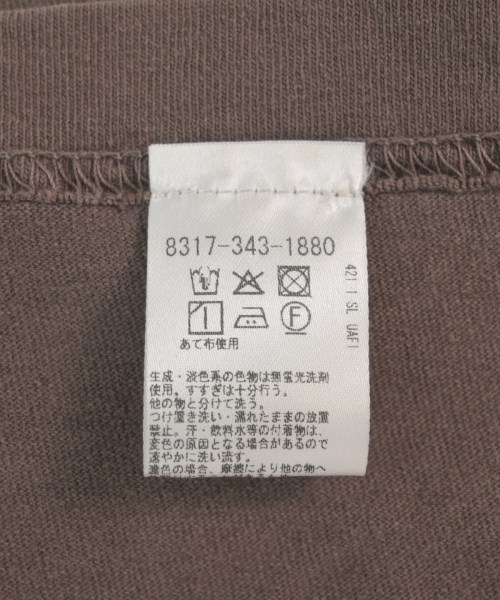 8317-343-1880
F
あて布使用
生成・淡色系の色物は無蛍光洗剤
使用。すすぎは十分行う。
他の物と分けて洗う。
つけ置き洗い・濡れたままの放置
禁止。汗・飲料水等の付着物は、
変色の原因となる場合があるので
速やかに洗い流す。
濃色の場合、摩擦により他の物へ
421 1 SL UAF1